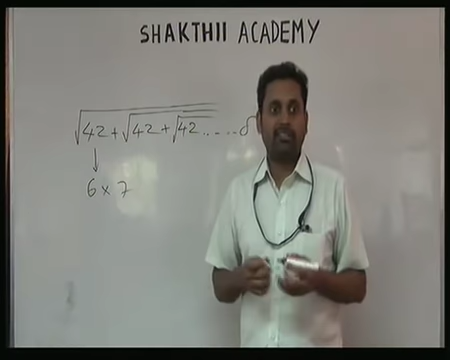 SHAKTHII ACADEMY
√42 + √42 + √42 ..... ∞
↓
6 × 7